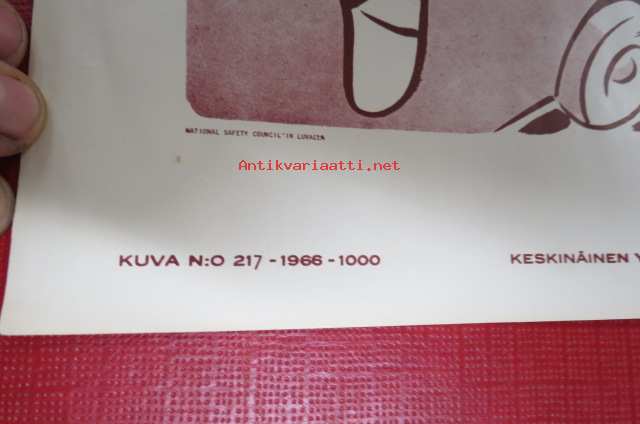 NATIONAL SAFETY COUNCIL'IN LUVALLA
Antikvariaatti.net
KUVA N:O 217 - 1966 - 1000
KESKINÄINEN